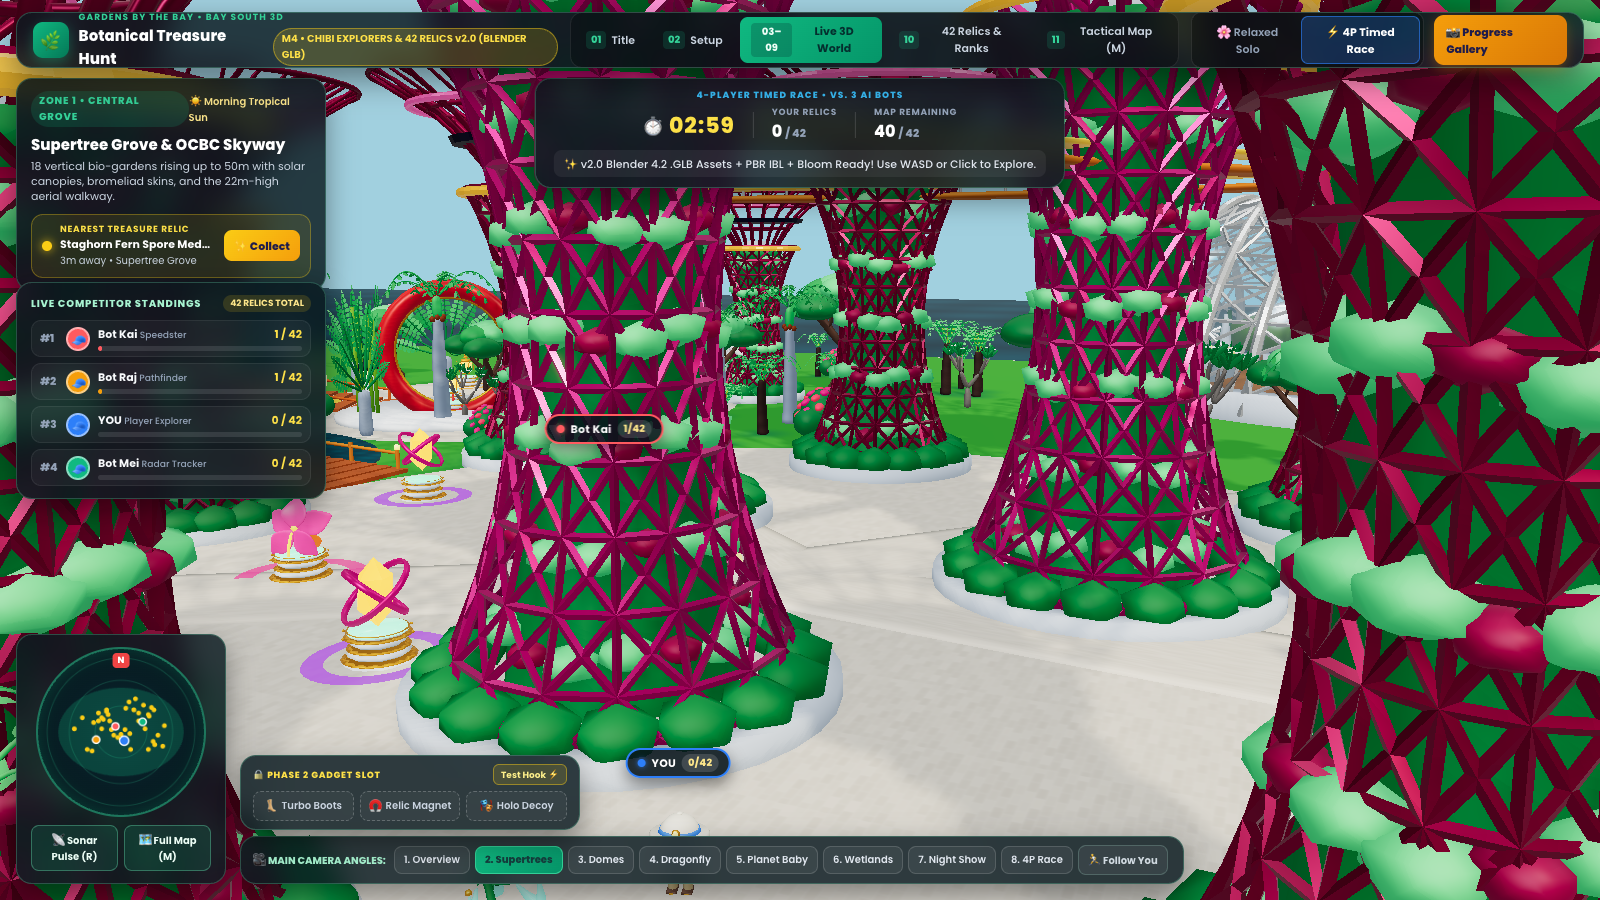 GARDENS BY THE BAY • BAY SOUTH 3D
Botanical Treasure
Hunt
M4 • CHIBI EXPLORERS & 42 RELICS v2.0 (BLENDER
GLB)
01 Title
02 Setup
03–
09
Live 3D
World
10
42 Relics &
Ranks
11
Tactical Map
(M)
🌸 Relaxed
Solo
⚡ 4P Timed
Race
📸 Progress
Gallery
ZONE 1 • CENTRAL
GROVE
☀️ Morning Tropical
Sun
Supertree Grove & OCBC Skyway
18 vertical bio-gardens rising up to 50m with solar
canopies, bromeliad skins, and the 22m-high
aerial walkway.
NEAREST TREASURE RELIC
Staghorn Fern Spore Med...
3m away • Supertree Grove
✨ Collect
LIVE COMPETITOR STANDINGS
42 RELICS TOTAL
#1 Bot Kai Speedster 1 / 42
#2 Bot Raj Pathfinder 1 / 42
#3 YOU Player Explorer 0 / 42
#4 Bot Mei Radar Tracker 0 / 42
4-PLAYER TIMED RACE • VS. 3 AI BOTS
⏱️ 02:59
YOUR RELICS
0 / 42
MAP REMAINING
40 / 42
✨ v2.0 Blender 4.2 .GLB Assets + PBR IBL + Bloom Ready! Use WASD or Click to Explore.
Bot Kai 1/42
YOU 0/42
N
📡 Sonar
Pulse (R)
🗺️ Full Map
(M)
🔒 PHASE 2 GADGET SLOT
Test Hook ⚡
👢 Turbo Boots
🧲 Relic Magnet
🎭 Holo Decoy
🎥 MAIN CAMERA ANGLES:
1. Overview
2. Supertrees
3. Domes
4. Dragonfly
5. Planet Baby
6. Wetlands
7. Night Show
8. 4P Race
🏃 Follow You